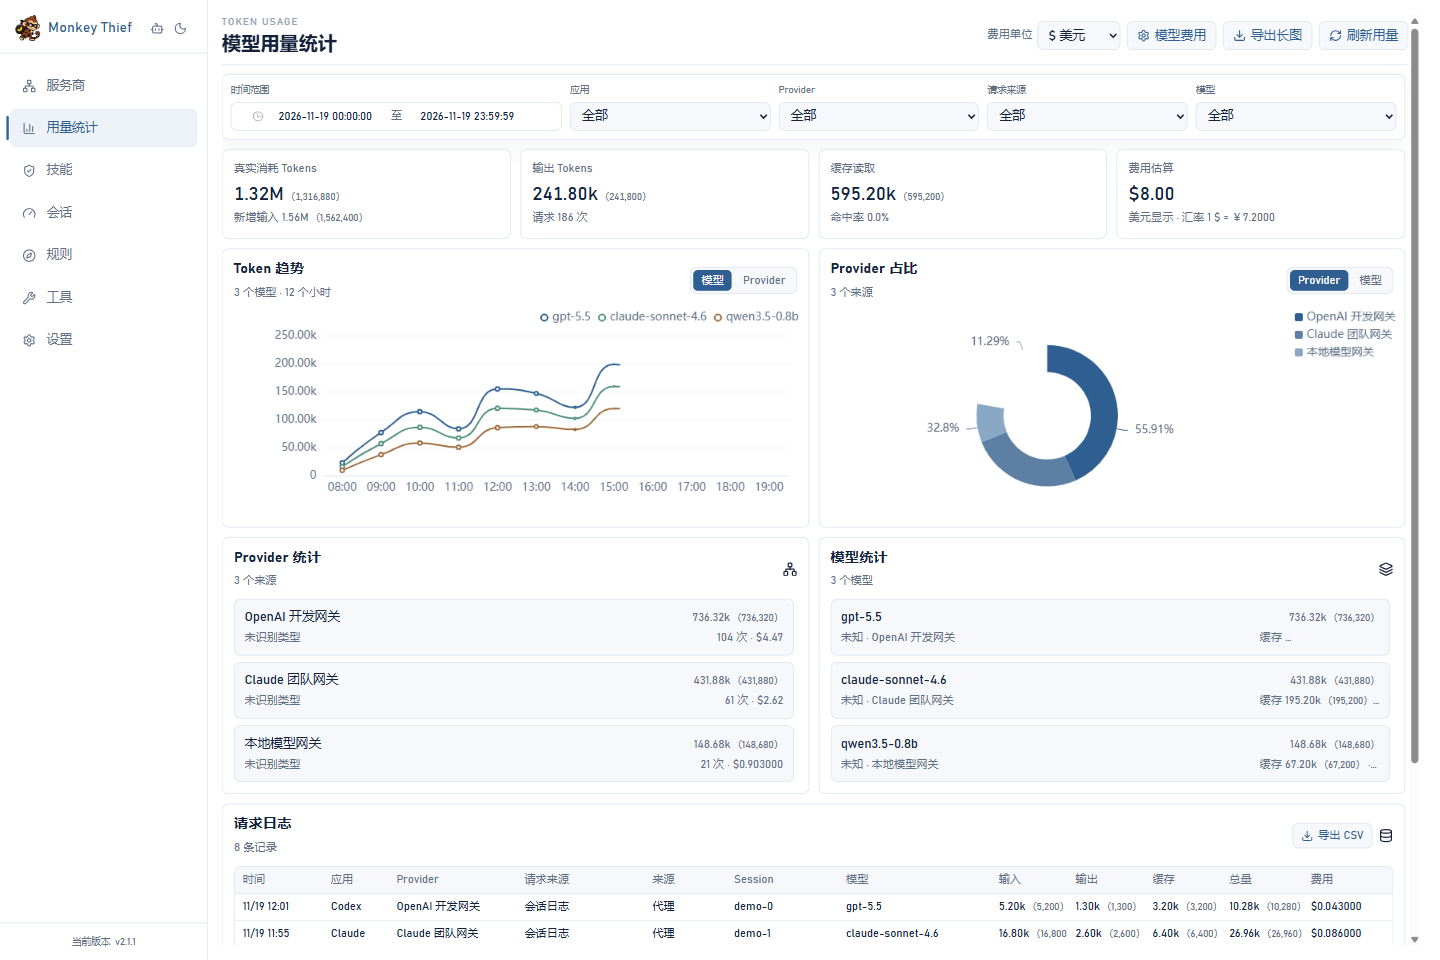 Monkey Thief
服务商
用量统计
技能
会话
规则
工具
设置
当前版本 v2.1.1
TOKEN USAGE
模型用量统计
费用单位
$ 美元
模型费用
导出长图
刷新用量
时间范围
应用
Provider
请求来源
模型
2026-11-19 00:00:00 至 2026-11-19 23:59:59
全部
全部
全部
全部
真实消耗 Tokens
1.32M (1,316,880)
新增输入 1.56M (1,562,400)
输出 Tokens
241.80k (241,800)
请求 186 次
缓存读取
595.20k (595,200)
命中率 0.0%
费用估算
$8.00
美元显示 · 汇率 1 $ = ¥ 7.2000
Token 趋势
3 个模型 · 12 个小时
模型 Provider
gpt-5.5 claude-sonnet-4.6 qwen3.5-0.8b
250.00k
200.00k
150.00k
100.00k
50.00k
0
08:00 09:00 10:00 11:00 12:00 13:00 14:00 15:00 16:00 17:00 18:00 19:00
Provider 占比
3 个来源
Provider 模型
OpenAI 开发网关
Claude 团队网关
本地模型网关
11.29%
32.8%
55.91%
Provider 统计
3 个来源
OpenAI 开发网关 736.32k (736,320)
未识别类型 104 次 · $4.47
Claude 团队网关 431.88k (431,880)
未识别类型 61 次 · $2.62
本地模型网关 148.68k (148,680)
未识别类型 21 次 · $0.903000
模型统计
3 个模型
gpt-5.5 736.32k (736,320)
未知 · OpenAI 开发网关 缓存 ...
claude-sonnet-4.6 431.88k (431,880)
未知 · Claude 团队网关 缓存 195.20k (195,200) ...
qwen3.5-0.8b 148.68k (148,680)
未知 · 本地模型网关 缓存 67.20k (67,200) ·...
请求日志
8 条记录
导出 CSV
时间 应用 Provider 请求来源 来源 Session 模型 输入 输出 缓存 总量 费用
11/19 12:01 Codex OpenAI 开发网关 会话日志 代理 demo-0 gpt-5.5 5.20k (5,200) 1.30k (1,300) 3.20k (3,200) 10.28k (10,280) $0.043000
11/19 11:55 Claude Claude 团队网关 会话日志 代理 demo-1 claude-sonnet-4.6 16.80k (16,800 2.60k (2,600) 6.40k (6,400) 26.96k (26,960) $0.086000